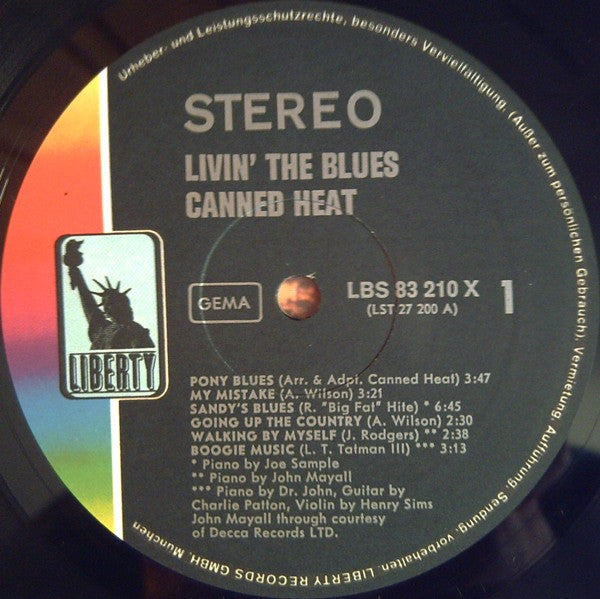 Urheber- und Leistungsschutzrechte, besonders Vervielfältigung, (Außer zum persönlichen Gebrauch), Vermietung, Aufführung, Sendung, vorbehalten. LIBERTY RECORDS GMBH, München
STEREO
LIVIN' THE BLUES
CANNED HEAT
LIBERTY
GEMA
LBS 83 210 X 1
(LST 27 200 A)
PONY BLUES (Arr. & Adpt. Canned Heat) 3:47
MY MISTAKE (A. Wilson) 3:21
SANDY'S BLUES (R. "Big Fat" Hite) * 6:45
GOING UP THE COUNTRY (A. Wilson) 2:30
WALKING BY MYSELF (J. Rodgers) ** 2:38
BOOGIE MUSIC (L. T. Tatman III) *** 3:13
* Piano by Joe Sample
** Piano by John Mayall
*** Piano by Dr. John, Guitar by
Charlie Patton, Violin by Henry Sims
John Mayall through courtesy
of Decca Records LTD.